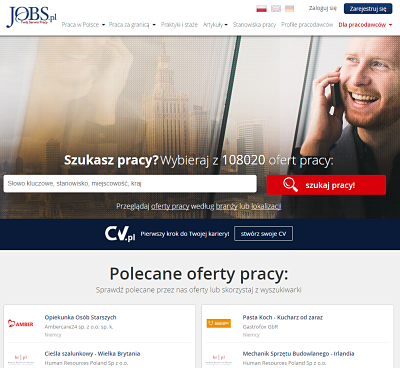 JOBS.pl
Twój Serwis Pracy
Zaloguj się
Zarejestruj się
Praca w Polsce
Praca za granicą
Praktyki i staże
Artykuły
Stanowiska pracy
Profile pracodawców
Dla pracodawców
Szukasz pracy? Wybieraj z 108020 ofert pracy:
Słowo kluczowe, stanowisko, miejscowość, kraj
szukaj pracy!
Przeglądaj oferty pracy według branży lub lokalizacji
CV.pl
Pierwszy krok do Twojej kariery!
stwórz swoje CV
Polecane oferty pracy:
Sprawdź polecane przez nas oferty lub skorzystaj z wyszukiwarki
AMBER
Opiekunka Osób Starszych
Ambercare24 sp. z o.o. sp. k.
Niemcy
Pasta Koch - Kucharz od zaraz
Gastrofox GbR
Niemcy
Cieśla szalunkowy - Wielka Brytania
Human Resources Poland Sp z o.o.
Mechanik Sprzętu Budowlanego - Irlandia
Human Resources Poland Sp z o.o.